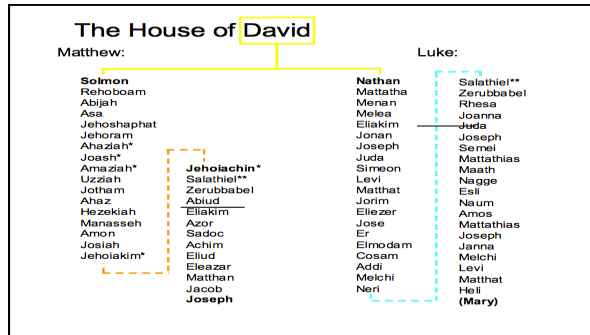 The House of David
Matthew:
Luke:
Solmon
Rehoboam
Abijah
Asa
Jehoshaphat
Jehoram
Ahaziah*
Joash*
Amaziah*
Uzziah
Jotham
Ahaz
Hezekiah
Manasseh
Amon
Josiah
Jehoiakim*
Jehoiachin*
Salathiel**
Zerubbabel
Abiud
Eliakim
Azor
Sadoc
Achim
Eliud
Eleazar
Matthan
Jacob
Joseph
Nathan
Mattatha
Menan
Melea
Eliakim
Jonan
Joseph
Juda
Simeon
Levi
Matthat
Jorim
Eliezer
Jose
Er
Elmodam
Cosam
Addi
Melchi
Neri
Salathiel**
Zerubbabel
Rhesa
Joanna
Juda
Joseph
Semei
Mattathias
Maath
Nagge
Esli
Naum
Amos
Mattathias
Joseph
Janna
Melchi
Levi
Matthat
Heli
(Mary)